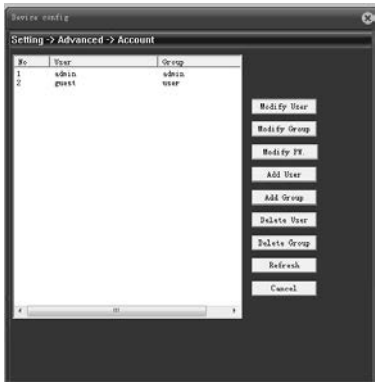 Device config
Setting -> Advanced -> Account
No User Group
1 admin admin
2 guest user
Modify User
Modify Group
Modify PW.
Add User
Add Group
Delete User
Delete Group
Refresh
Cancel